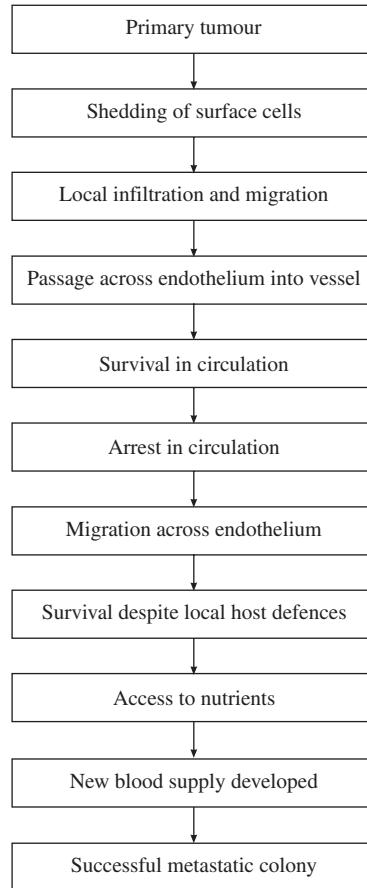 Primary tumour
Shedding of surface cells
Local infiltration and migration
Passage across endothelium into vessel
Survival in circulation
Arrest in circulation
Migration across endothelium
Survival despite local host defences
Access to nutrients
New blood supply developed
Successful metastatic colony